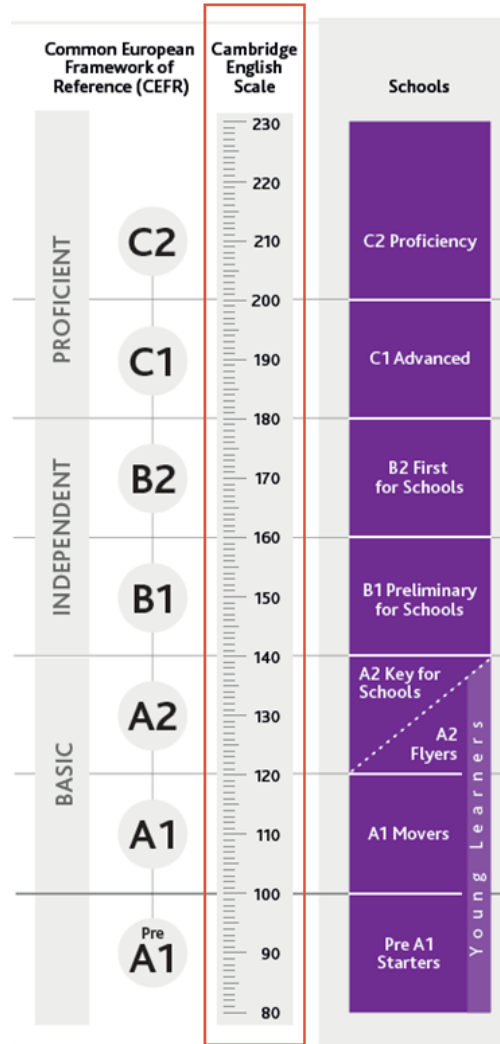 Common European
Framework of
Reference (CEFR)
Cambridge
English
Scale
Schools
PROFICIENT
INDEPENDENT
BASIC
C2
C1
B2
B1
A2
A1
Pre
A1
230
220
210
200
190
180
170
160
150
140
130
120
110
100
90
80
C2 Proficiency
C1 Advanced
B2 First
for Schools
B1 Preliminary
for Schools
A2 Key for
Schools
A2
Flyers
A1 Movers
Pre A1
Starters
Young Learners